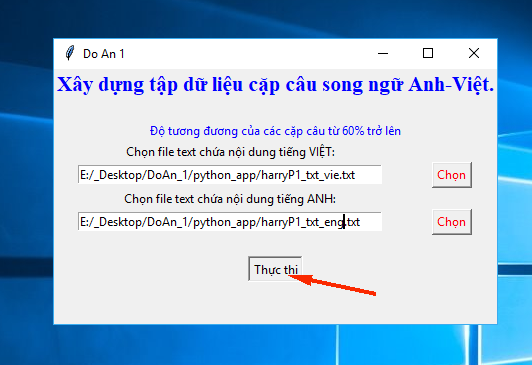 Do An 1
Xây dựng tập dữ liệu cặp câu song ngữ Anh-Việt.
Độ tương đương của các cặp câu từ 60% trở lên
Chọn file text chứa nội dung tiếng VIỆT:
E:/_Desktop/DoAn_1/python_app/harryP1_txt_vie.txt
Chọn
Chọn file text chứa nội dung tiếng ANH:
E:/_Desktop/DoAn_1/python_app/harryP1_txt_eng.txt
Chọn
Thực thi